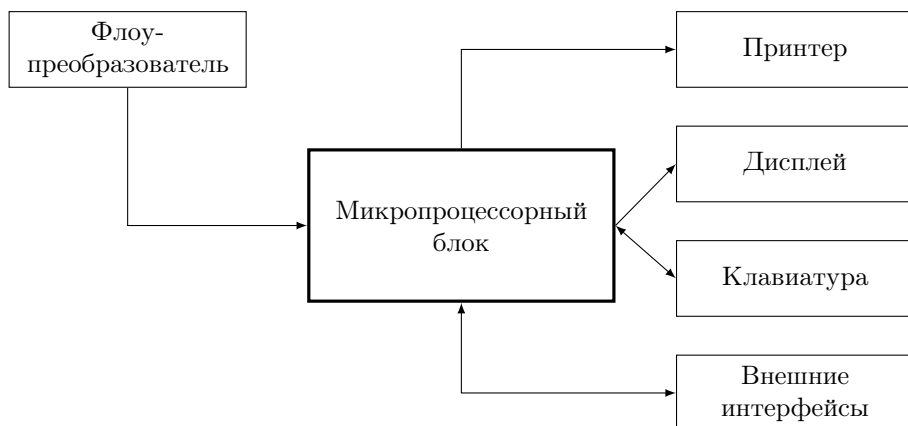 Флоу-
преобразователь
Принтер
Дисплей
Микропроцессорный
блок
Клавиатура
Внешние
интерфейсы